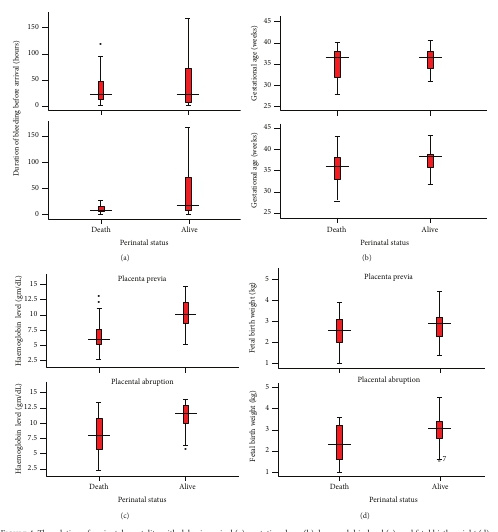 Duration of bleeding before arrival (hours)
150
100
50
0
150
100
50
0
Death
Alive
Perinatal status
(a)
Gestational age (weeks)
45
40
35
30
25
Gestational age (weeks)
45
40
35
30
25
Death
Alive
Perinatal status
(b)
Placenta previa
Haemoglobin level (gm/dL)
15
12.5
10
7.5
5
2.5
Placental abruption
Haemoglobin level (gm/dL)
15
12.5
10
7.5
5
2.5
Death
Alive
Perinatal status
(c)
Placenta previa
Fetal birth weight (kg)
5
4
3
2
1
Placental abruption
Fetal birth weight (kg)
5
4
3
2
1
Death
Alive
Perinatal status
(d)